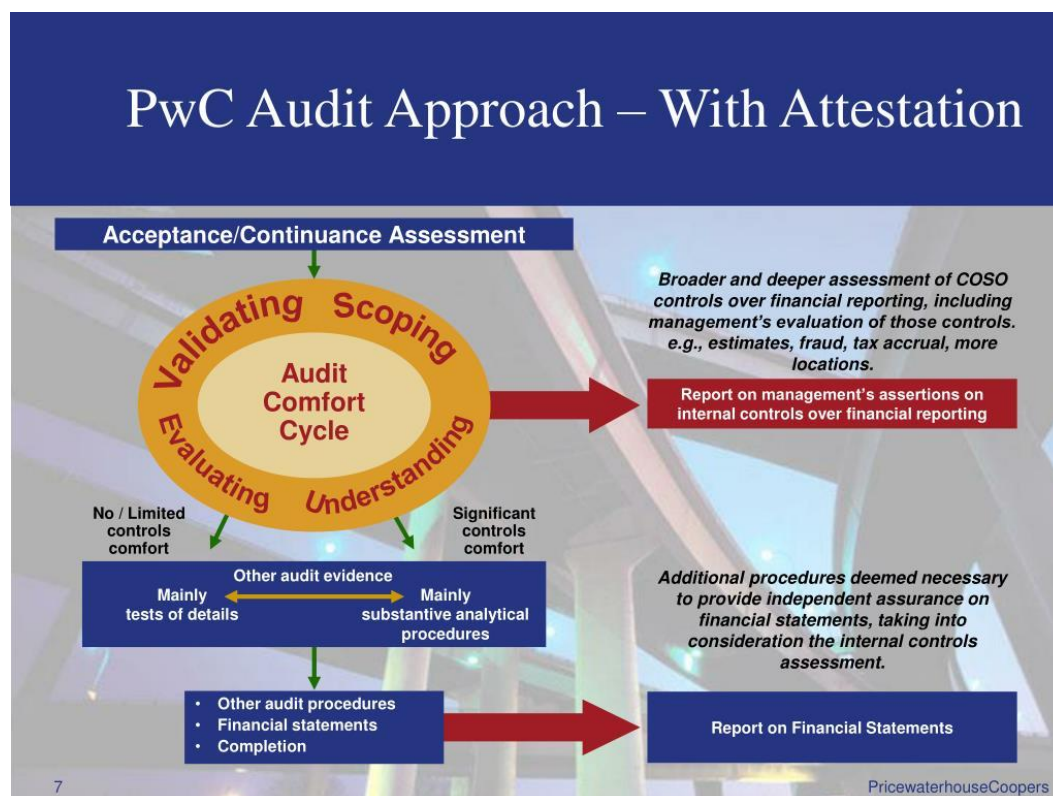 PwC Audit Approach – With Attestation
Acceptance/Continuance Assessment
Validating Scoping
Audit
Comfort
Cycle
Evaluating Understanding
Broader and deeper assessment of COSO
controls over financial reporting, including
management's evaluation of those controls.
e.g., estimates, fraud, tax accrual, more
locations.
Report on management's assertions on
internal controls over financial reporting
No / Limited
controls
comfort
Significant
controls
comfort
Other audit evidence
Mainly
tests of details
Mainly
substantive analytical
procedures
Additional procedures deemed necessary
to provide independent assurance on
financial statements, taking into
consideration the internal controls
assessment.
• Other audit procedures
• Financial statements
• Completion
Report on Financial Statements
7
PricewaterhouseCoopers